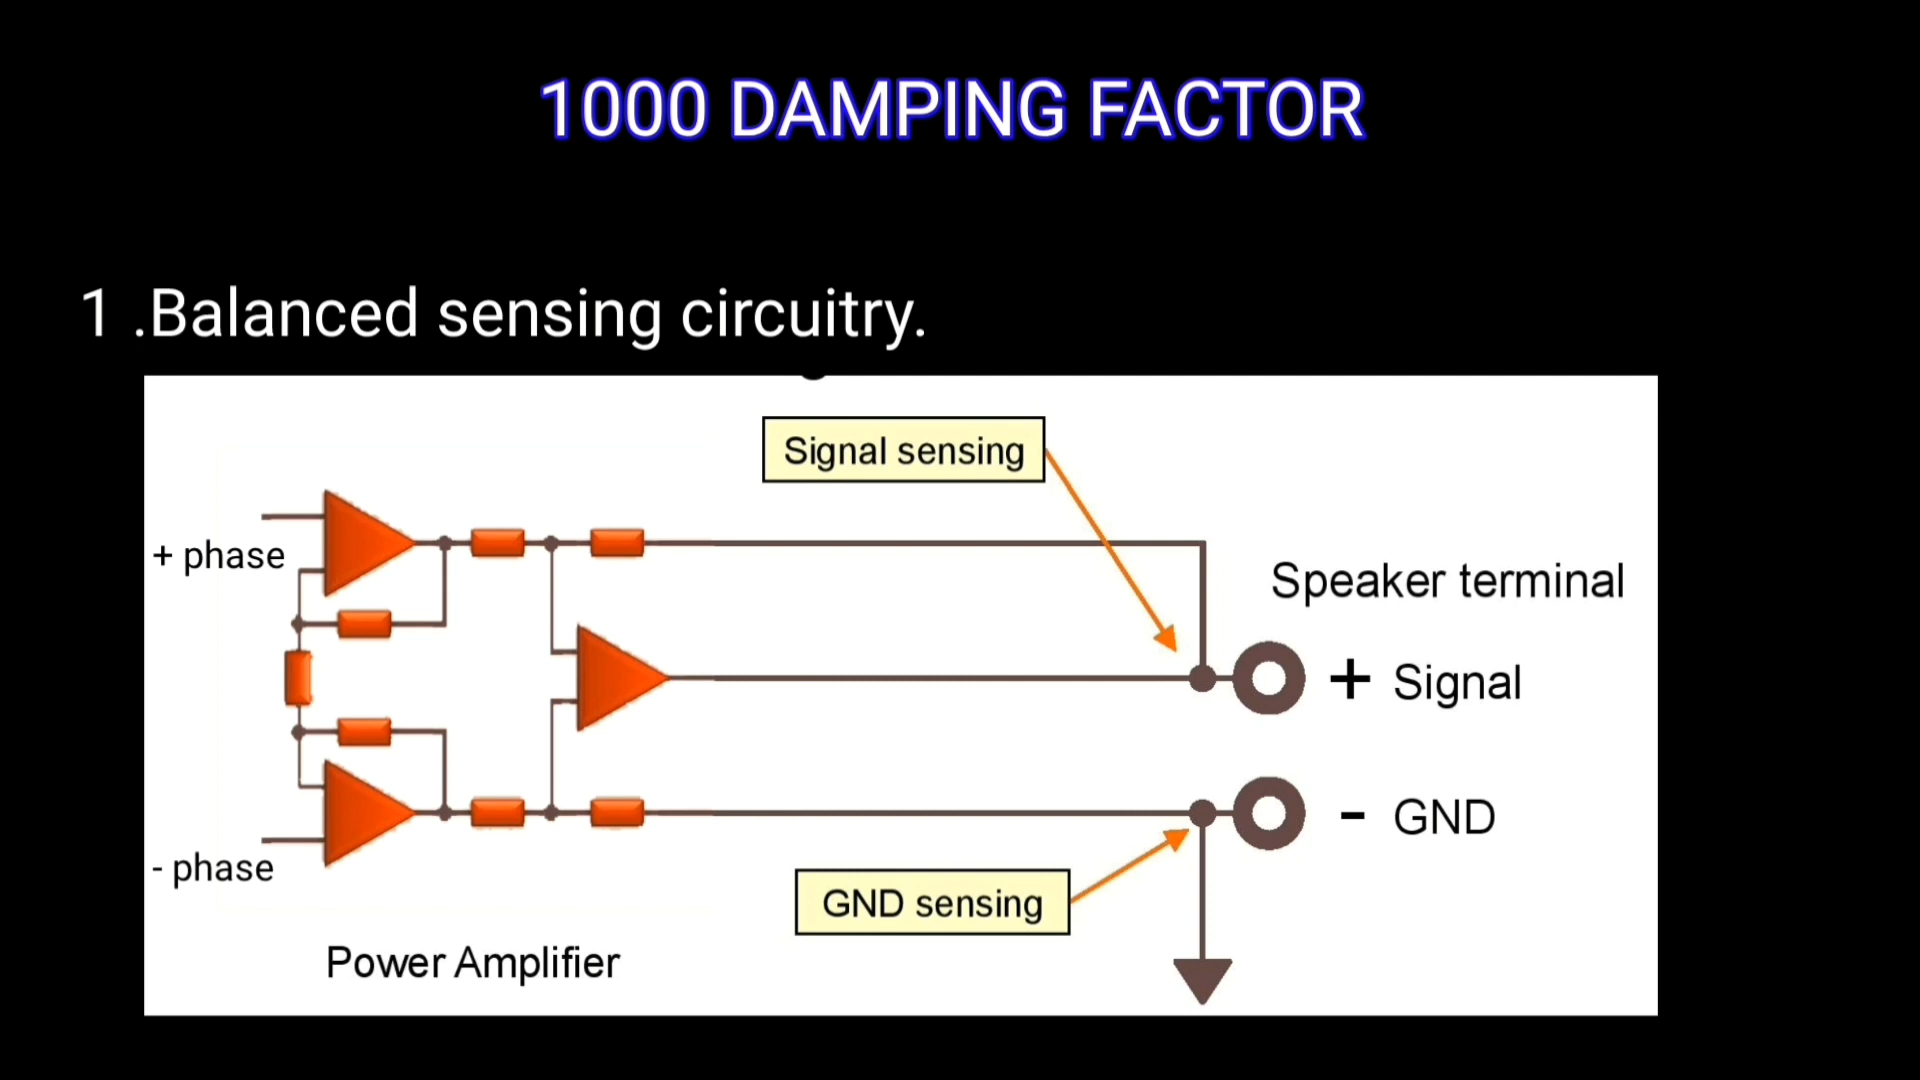 1000 DAMPING FACTOR
1 .Balanced sensing circuitry.
Signal sensing
+ phase
Speaker terminal
+ Signal
- GND
- phase
GND sensing
Power Amplifier